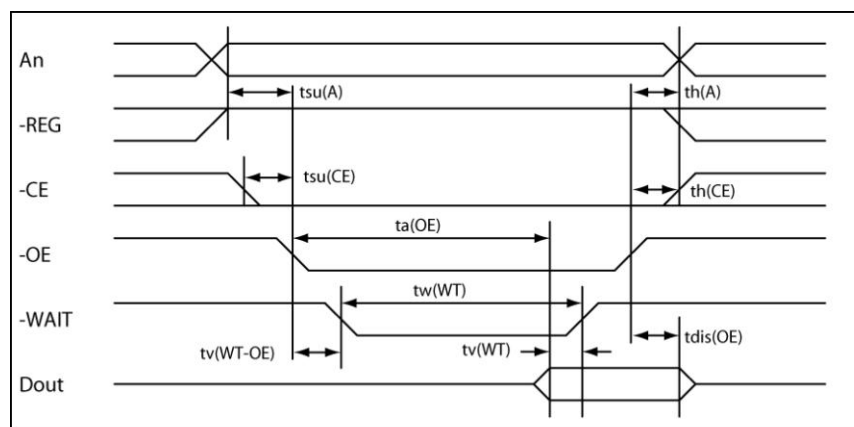 An
tsu(A)
th(A)
-REG
tsu(CE)
-CE
th(CE)
ta(OE)
-OE
tw(WT)
-WAIT
tv(WT-OE)
tv(WT)
tdis(OE)
Dout